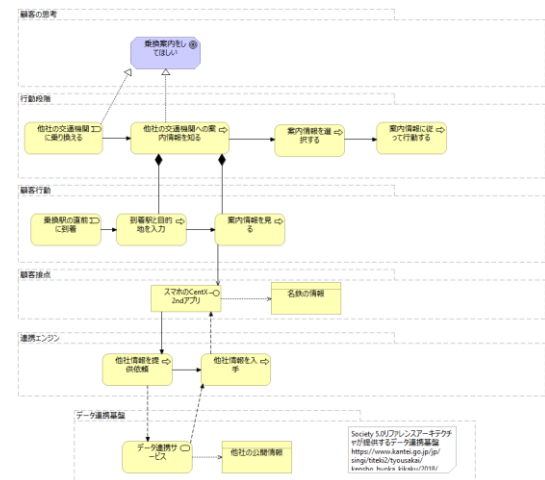 顧客の思考
乗換案内をし
てほしい
行動段階
他社の交通機関
に乗り換える
他社の交通機関への案
内情報を知る
案内情報を選
択する
案内情報に従
って行動する
顧客行動
乗換駅の直前
に到着
到着駅と目的
地を入力
案内情報を見
る
顧客接点
スマホのCentX
2ndアプリ
名鉄の情報
連携エンジン
他社情報を提
供依頼
他社情報を入
手
データ連携基盤
データ連携サ
ービス
他社の公開情報
Society 5.0リファレンスアーキテクチ
ャが提供するデータ連携基盤
https://www.kantei.go.jp/jp/
singi/titeki2/tyousakai/
kensho_hyoka_kikaku/2018/